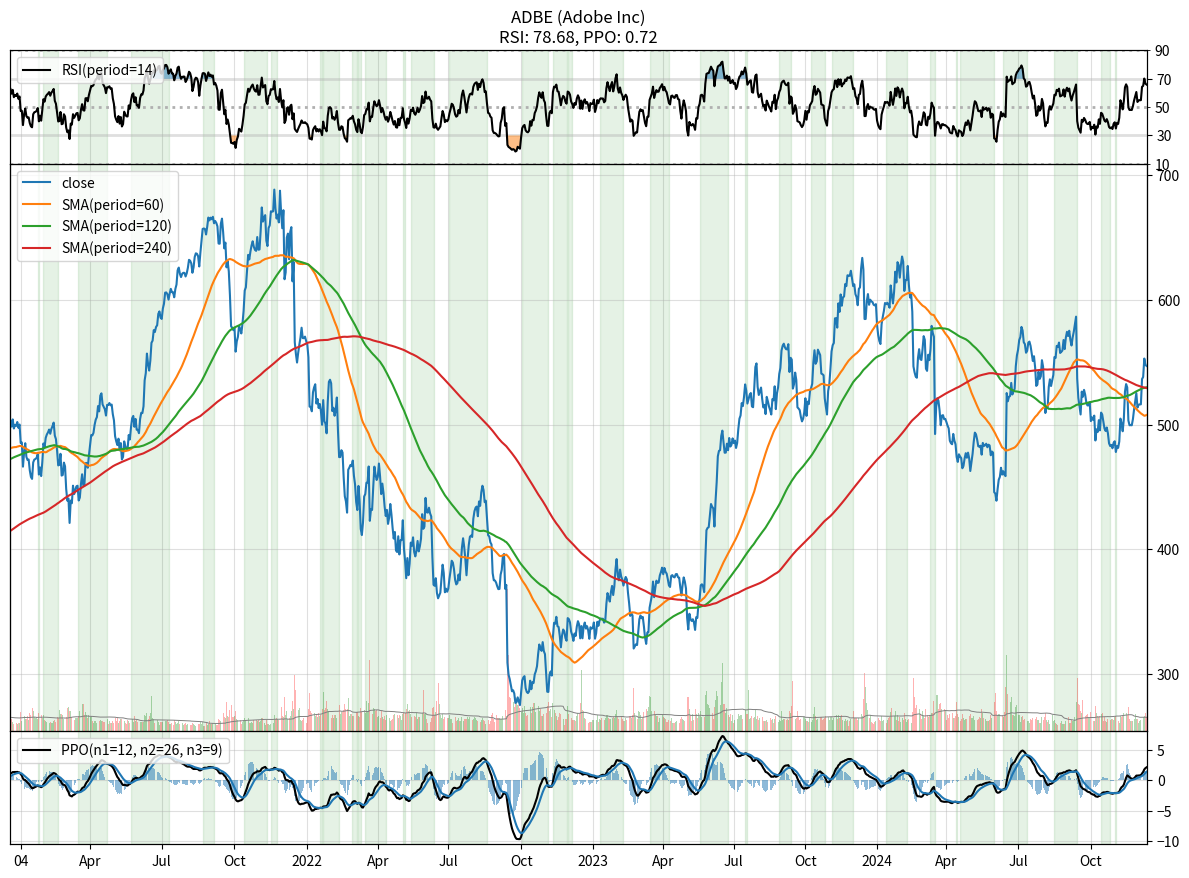 ADBE (Adobe Inc)
RSI: 78.68, PPO: 0.72
RSI(period=14)
90
70
50
30
10
close
SMA(period=60)
SMA(period=120)
SMA(period=240)
700
600
500
400
300
PPO(n1=12, n2=26, n3=9)
5
0
−5
−10
04 Apr Jul Oct 2022 Apr Jul Oct 2023 Apr Jul Oct 2024 Apr Jul Oct